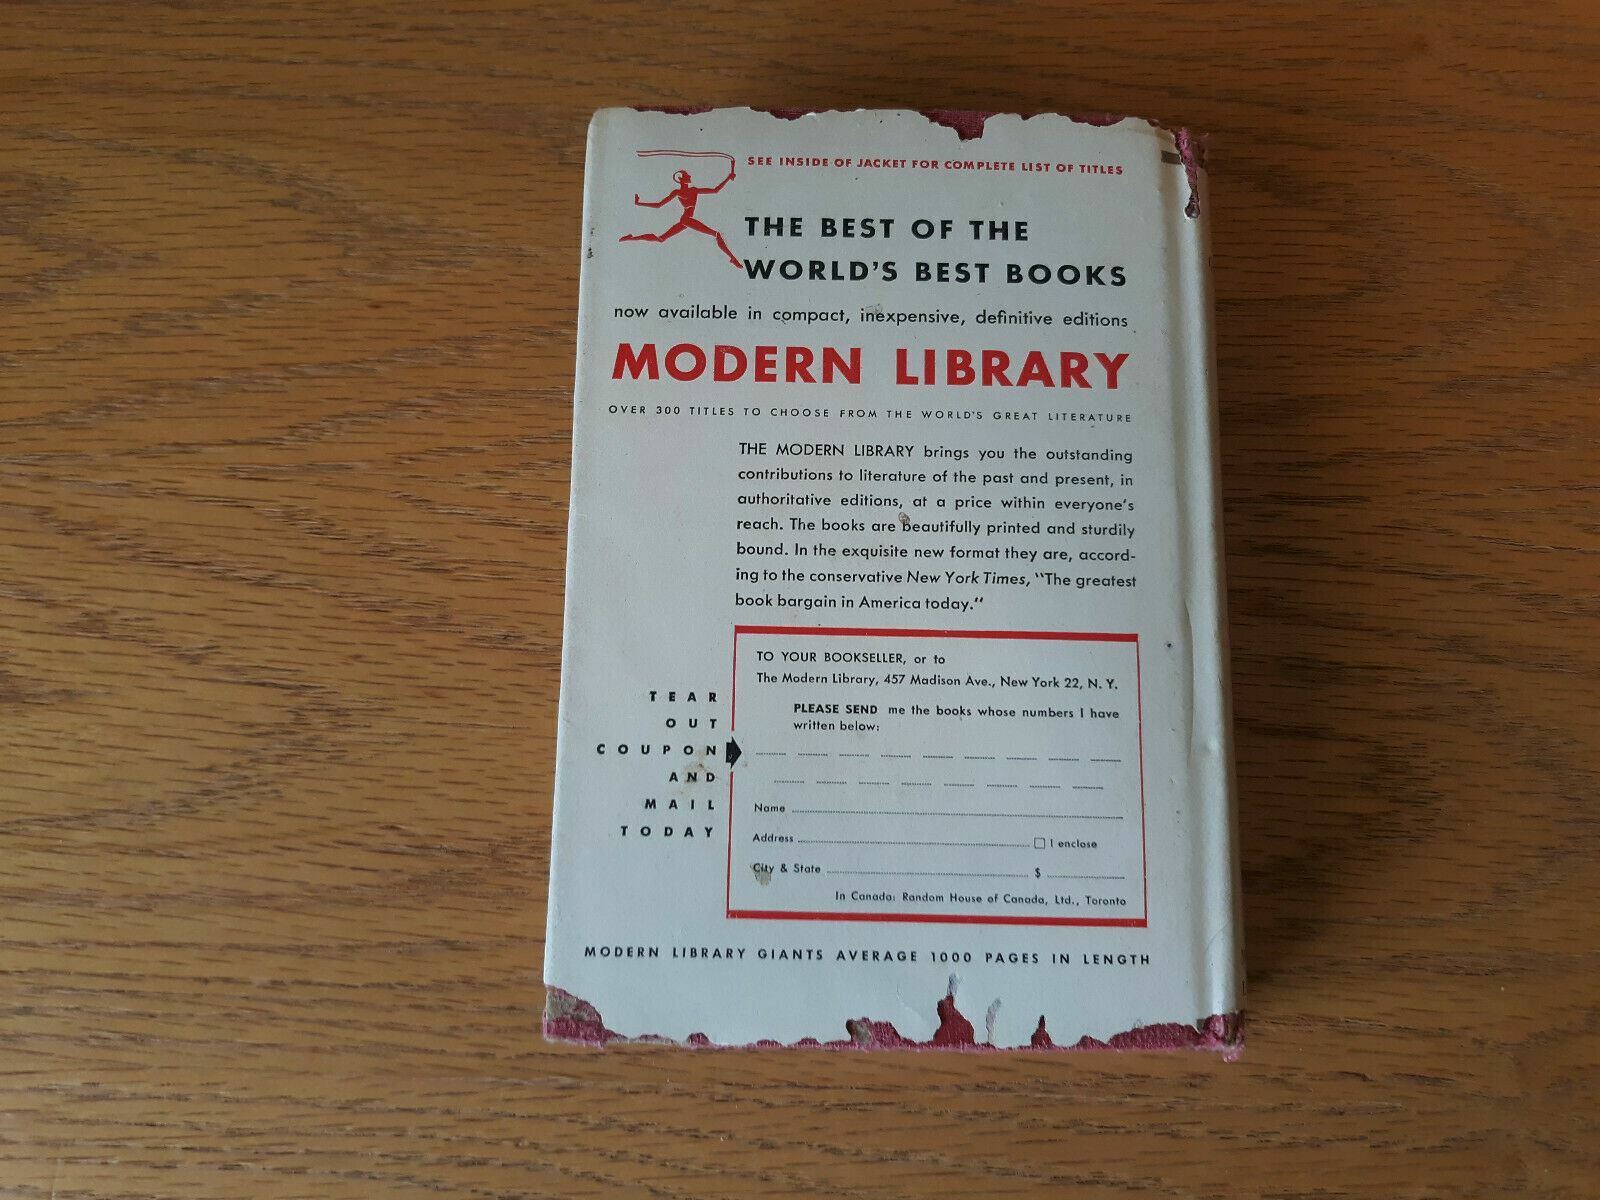 SEE INSIDE OF JACKET FOR COMPLETE LIST OF TITLES
THE BEST OF THE
WORLD'S BEST BOOKS
now available in compact, inexpensive, definitive editions
MODERN LIBRARY
OVER 300 TITLES TO CHOOSE FROM THE WORLD'S GREAT LITERATURE
THE MODERN LIBRARY brings you the outstanding
contributions to literature of the past and present, in
authoritative editions, at a price within everyone's
reach. The books are beautifully printed and sturdily
bound. In the exquisite new format they are, accord-
ing to the conservative New York Times, "The greatest
book bargain in America today."
TEAR
OUT
COUPON
AND
MAIL
TODAY
TO YOUR BOOKSELLER, or to
The Modern Library, 457 Madison Ave., New York 22, N. Y.
PLEASE SEND me the books whose numbers I have
written below:
Name
Address
I enclose
City & State
$
In Canada: Random House of Canada, Ltd., Toronto
MODERN LIBRARY GIANTS AVERAGE 1000 PAGES IN LENGTH